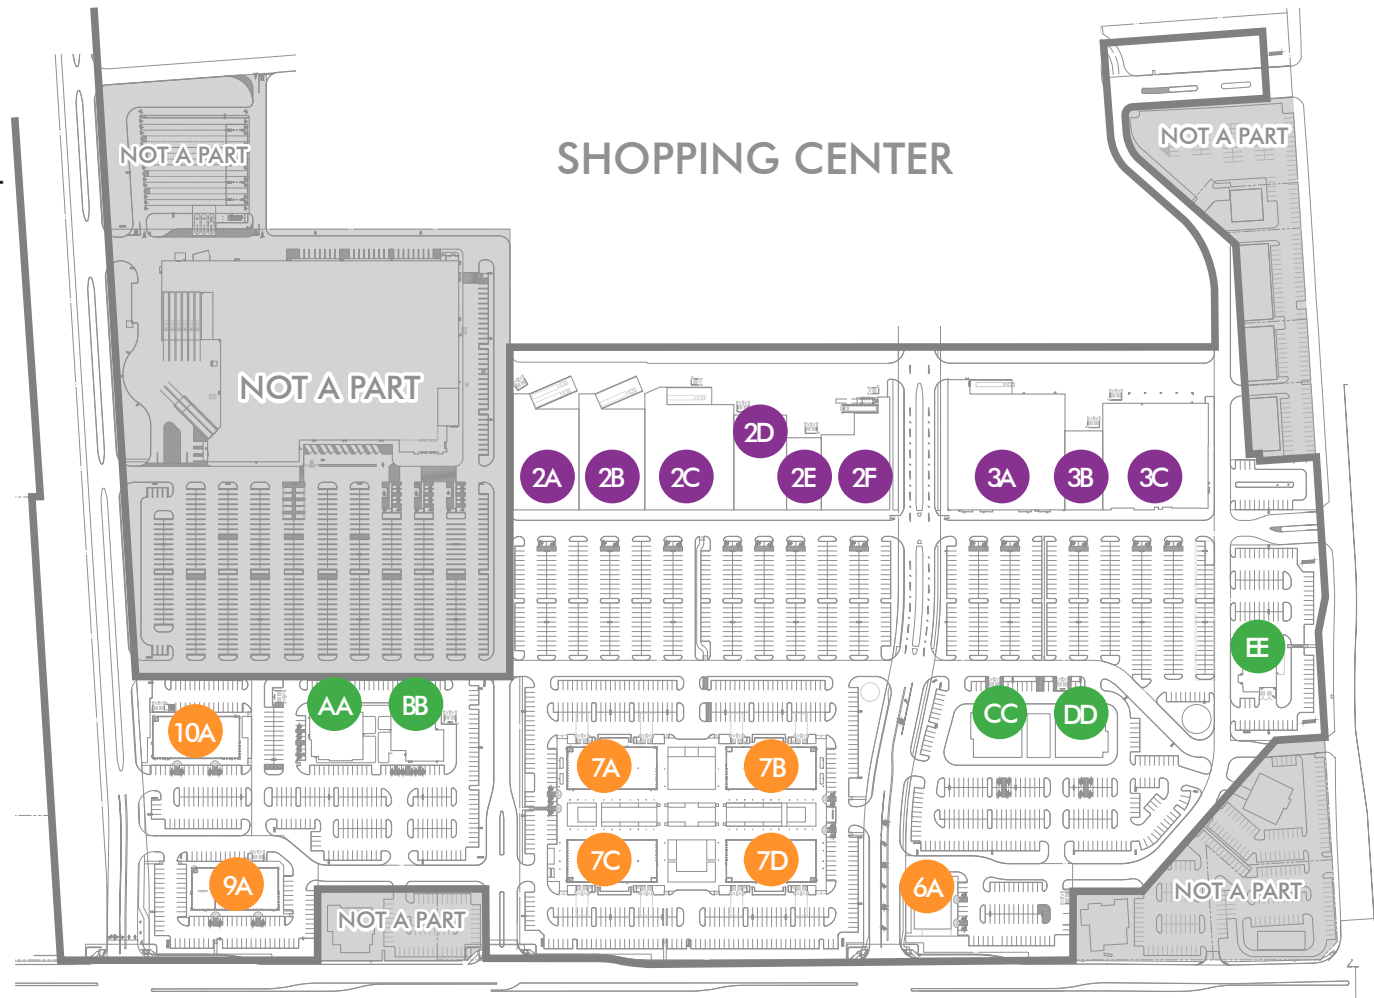 NOT A PART
SHOPPING CENTER
NOT A PART
NOT A PART
2D
2A
2B
2C
2E
2F
3A
3B
3C
EE
AA
BB
CC
DD
10A
7A
7B
7C
7D
9A
6A
NOT A PART
NOT A PART